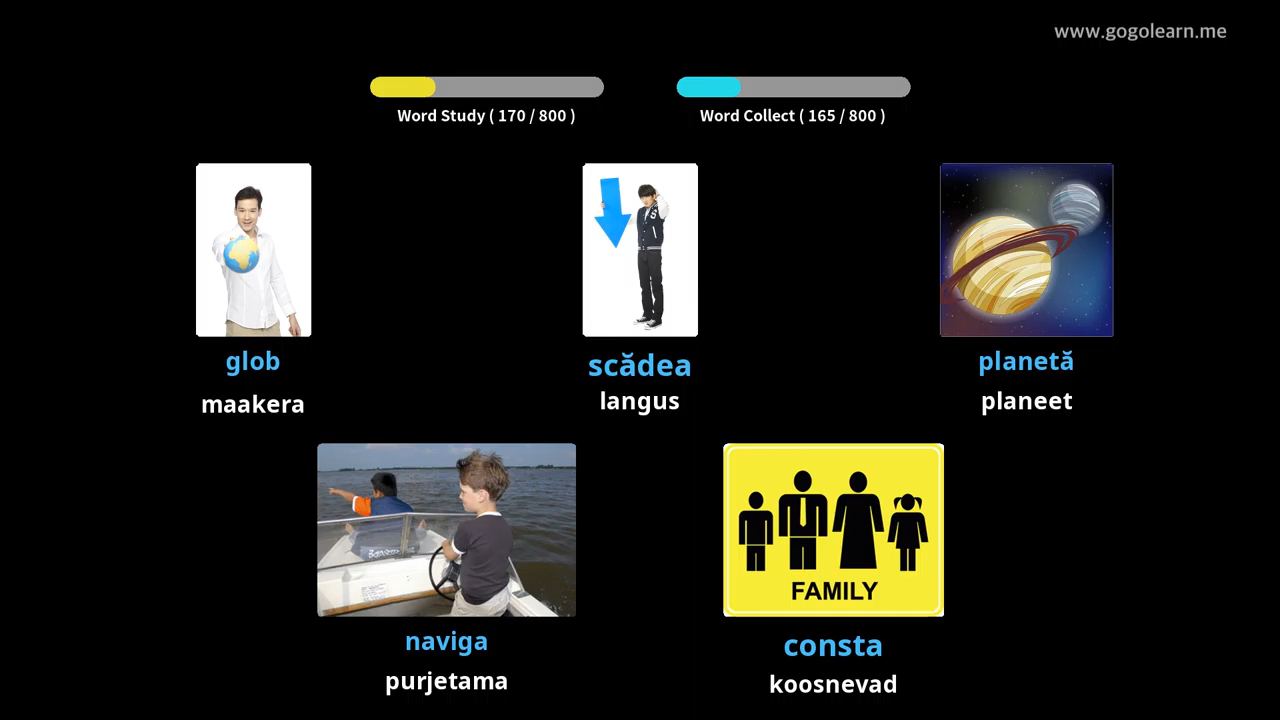 www.gogolearn.me
Word Study ( 170 / 800 )
Word Collect ( 165 / 800 )
glob
maakera
scădea
langus
planetă
planeet
FAMILY
naviga
purjetama
consta
koosnevad